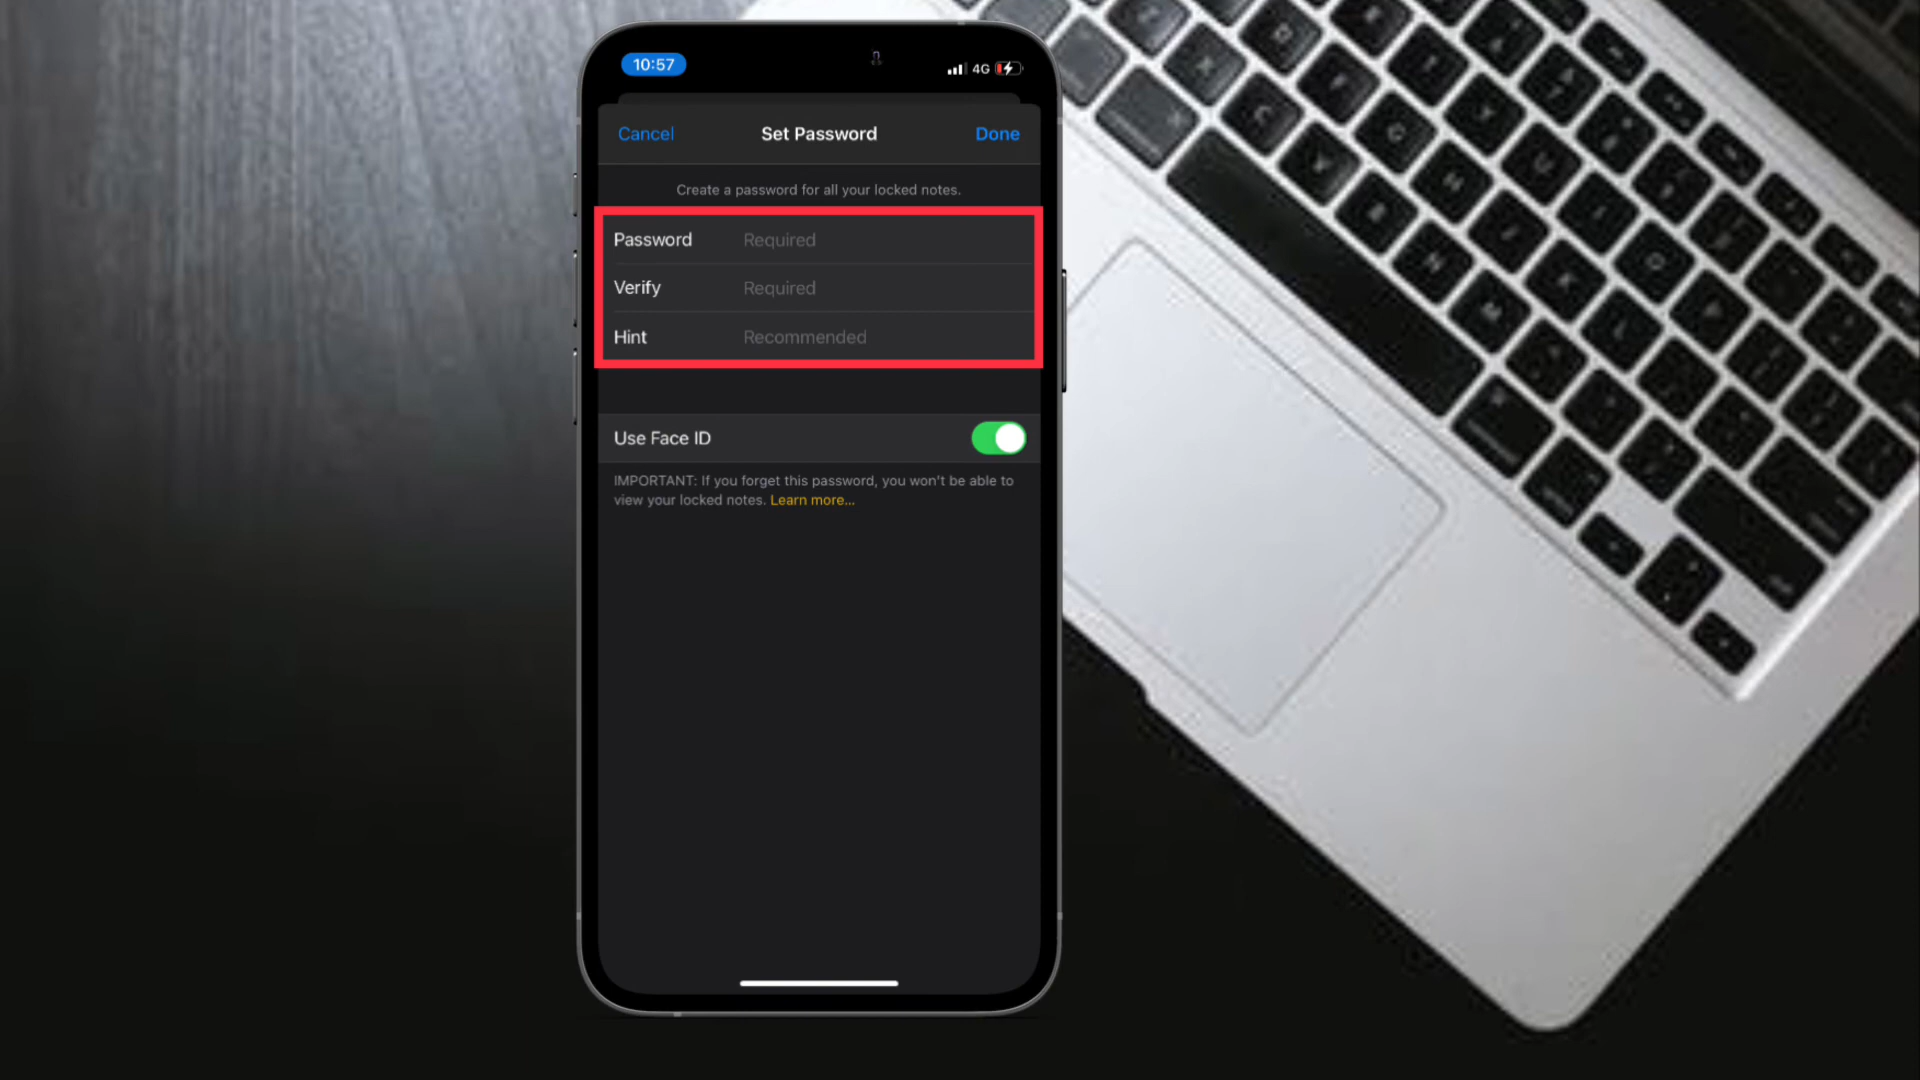 10:57
4G
Cancel Set Password Done
Create a password for all your locked notes.
Password Required
Verify Required
Hint Recommended
Use Face ID
IMPORTANT: If you forget this password, you won't be able to
view your locked notes. Learn more...